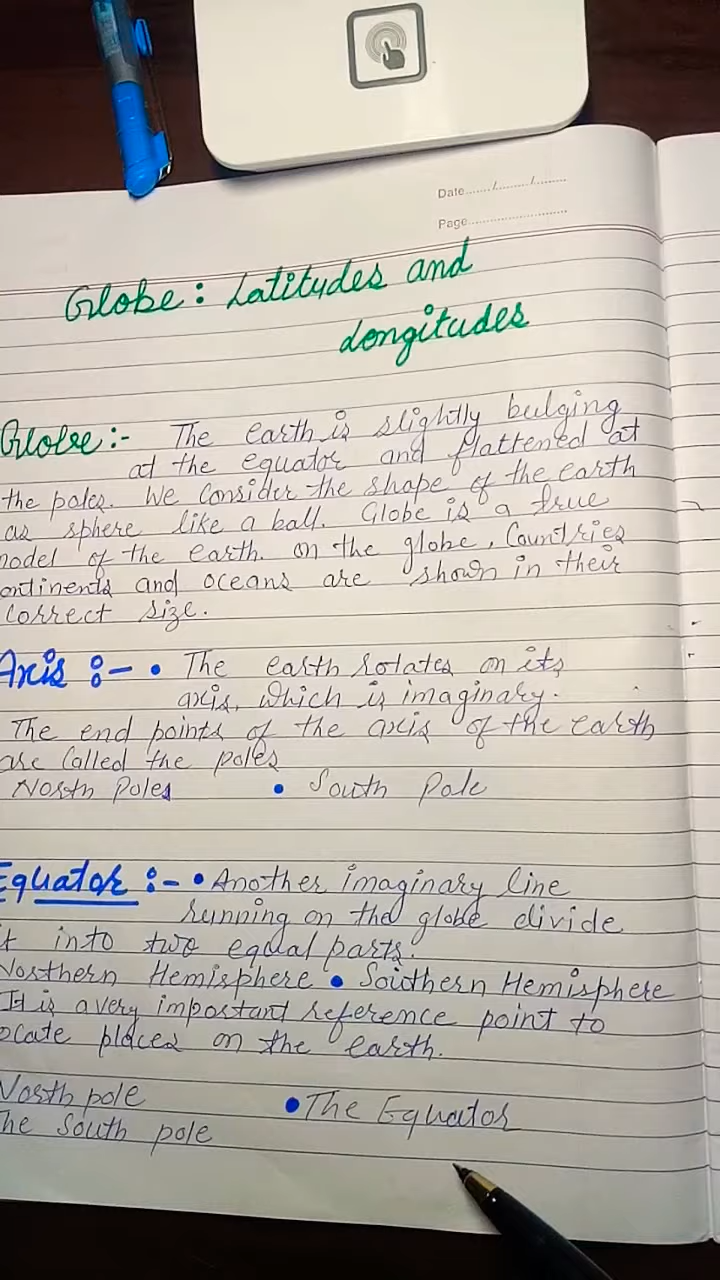 Date......./........./.........
Page...........................
Globe: Latitudes and
Longitudes
Globe:- The earth is slightly bulging
at the equator and flattened at
the poles. We consider the shape of the earth
as sphere like a ball. Globe is a true
model of the earth. on the globe, Countries
ontinents and oceans are shown in their
correct size.
Axis :- • The earth rotates on its
axis, which is imaginary.
The end points of the axis of the earth
are called the poles
North Poles • South Pole
Equator :- • Another imaginary line
running on the globe divide
it into two equal parts.
Northern Hemisphere • Soithern Hemisphere
It is a very important reference point to
ocate places on the earth.
North pole • The Equator
he South pole